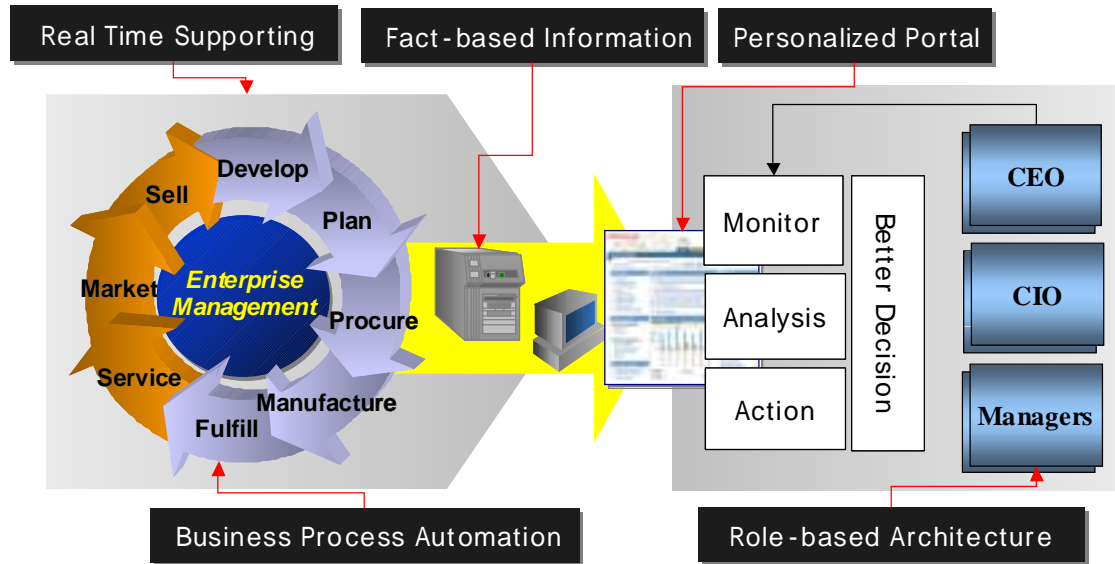 Real Time Supporting
Fact-based Information
Personalized Portal
Develop
Sell
Plan
Enterprise
Management
Market
Procure
Service
Manufacture
Fulfill
Monitor
Analysis
Action
Better Decision
CEO
CIO
Managers
Business Process Automation
Role-based Architecture